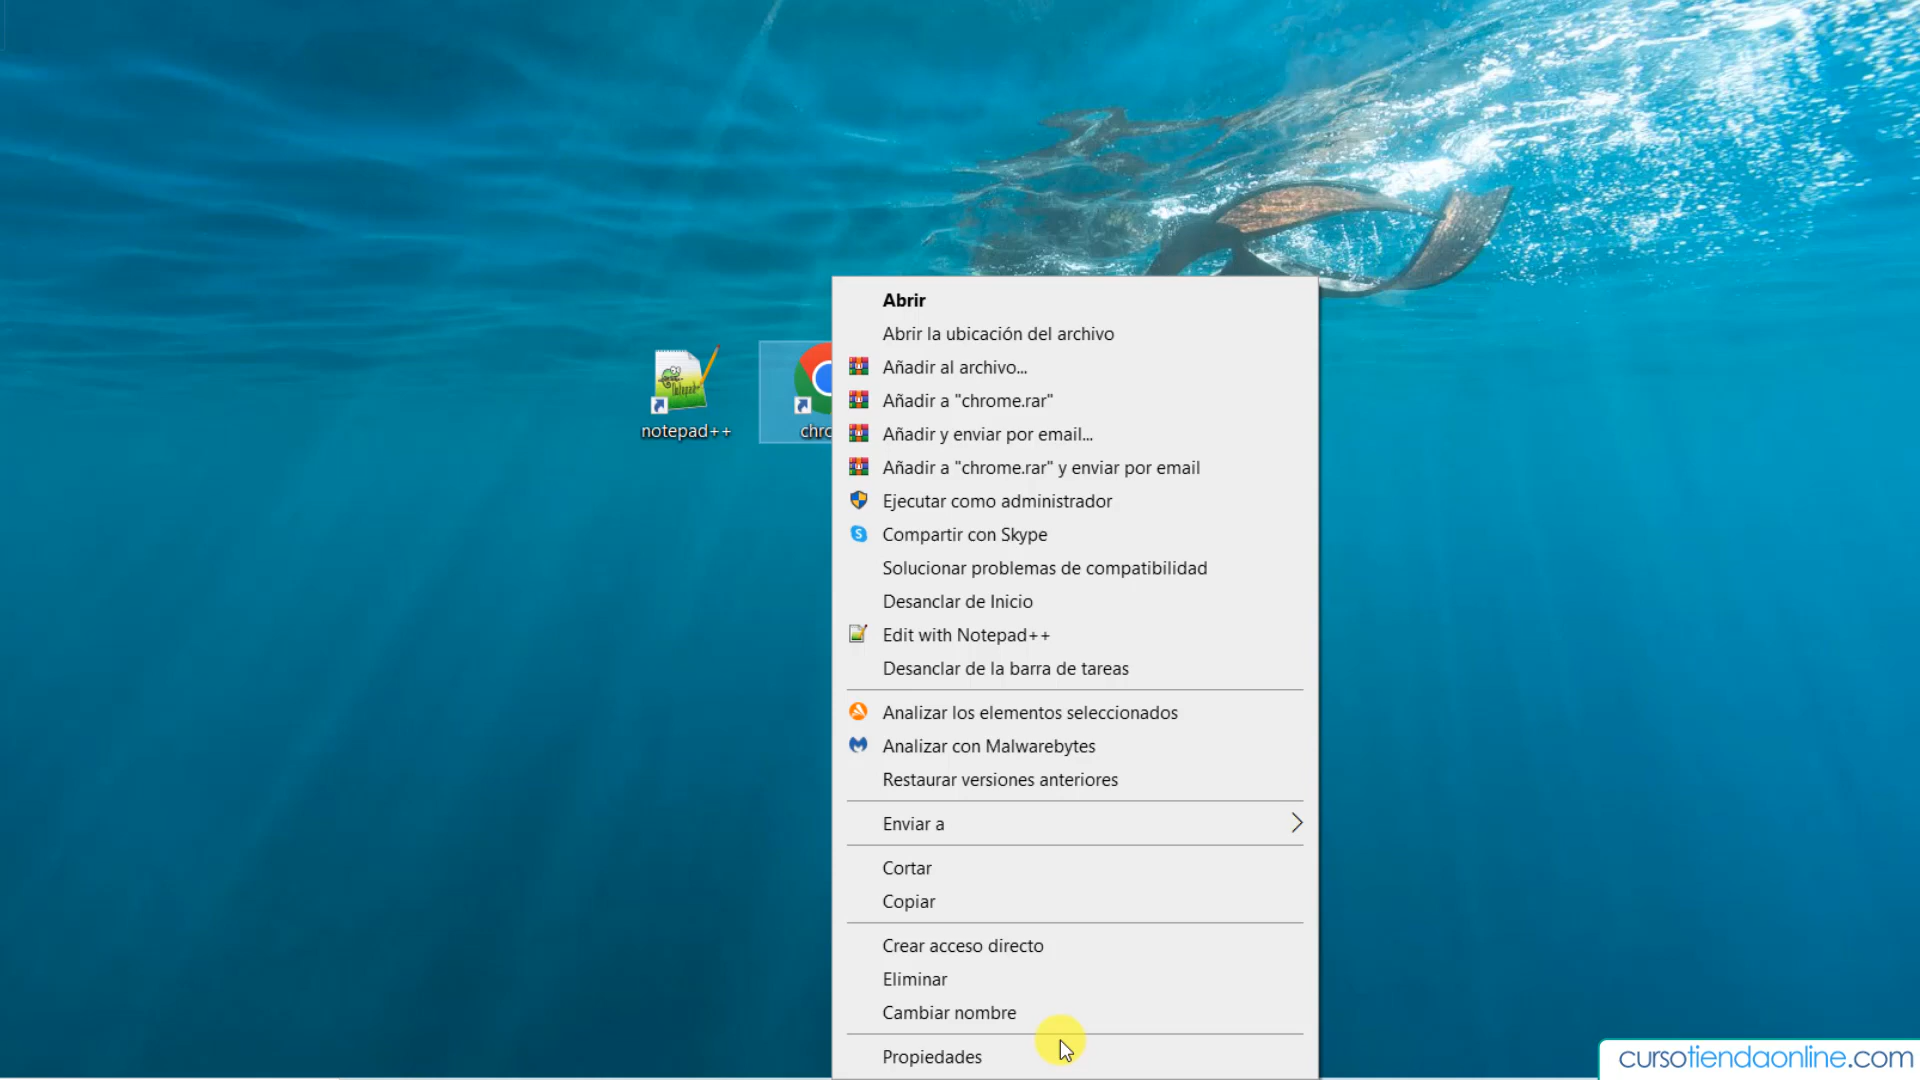 notepad++
chro
Abrir
Abrir la ubicación del archivo
Añadir al archivo...
Añadir a "chrome.rar"
Añadir y enviar por email...
Añadir a "chrome.rar" y enviar por email
Ejecutar como administrador
Compartir con Skype
Solucionar problemas de compatibilidad
Desanclar de Inicio
Edit with Notepad++
Desanclar de la barra de tareas
Analizar los elementos seleccionados
Analizar con Malwarebytes
Restaurar versiones anteriores
Enviar a
Cortar
Copiar
Crear acceso directo
Eliminar
Cambiar nombre
Propiedades
cursotiendaonline.com